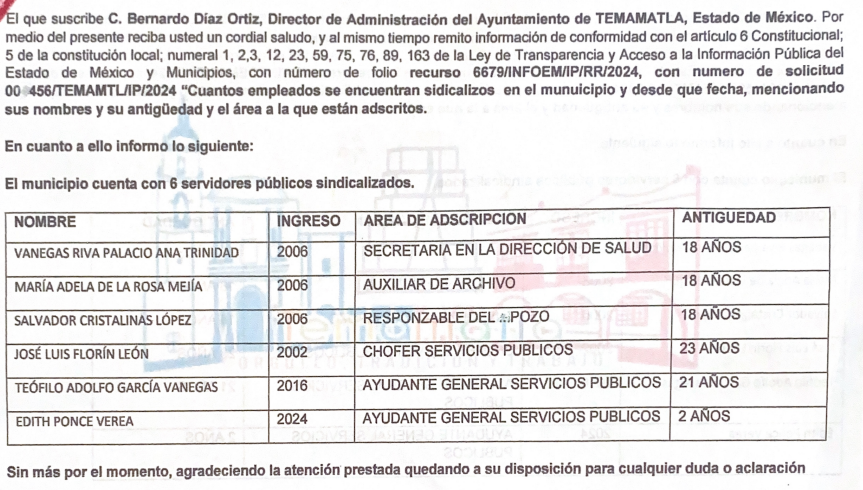 El que suscribe C. Bernardo Díaz Ortiz, Director de Administración del Ayuntamiento de TEMAMATLA, Estado de México. Por
medio del presente reciba usted un cordial saludo, y al mismo tiempo remito información de conformidad con el articulo 6 Constitucional;
5 de la constitución local; numeral 1, 2,3, 12, 23, 59, 75, 76, 89, 163 de la Ley de Transparencia y Acceso a la Información Pública del
Estado de México y Municipios, con número de folio recurso 6679/INFOEM/IP/RR/2024, con numero de solicitud
456/TEMAMTL/IP/2024 “Cuantos empleados se encuentran sidicalizos en el munuicipio y desde que fecha, mencionando
sus nombres y su antigüedad y el área a la que están adscritos.
En cuanto a ello informo lo siguiente:
El municipio cuenta con 6 servidores públicos sindicalizados.
NOMBRE INGRESO AREA DE ADSCRIPCION ANTIGUEDAD
VANEGAS RIVA PALACIO ANA TRINIDAD 2006 SECRETARIA EN LA DIRECCIÓN DE SALUD 18 AÑOS
MARÍA ADELA DE LA ROSA MEJÍA 2006 AUXILIAR DE ARCHIVO 18 AÑOS
SALVADOR CRISTALINAS LÓPEZ 2006 RESPONZABLE DEL POZO 18 AÑOS
JOSÉ LUIS FLORÍN LEÓN 2002 CHOFER SERVICIOS PUBLICOS 23 AÑOS
TEÓFILO ADOLFO GARCÍA VANEGAS 2016 AYUDANTE GENERAL SERVICIOS PUBLICOS 21 AÑOS
EDITH PONCE VEREA 2024 AYUDANTE GENERAL SERVICIOS PUBLICOS 2 AÑOS
Sin más por el momento, agradeciendo la atención prestada quedando a su disposición para cualquier duda o aclaración